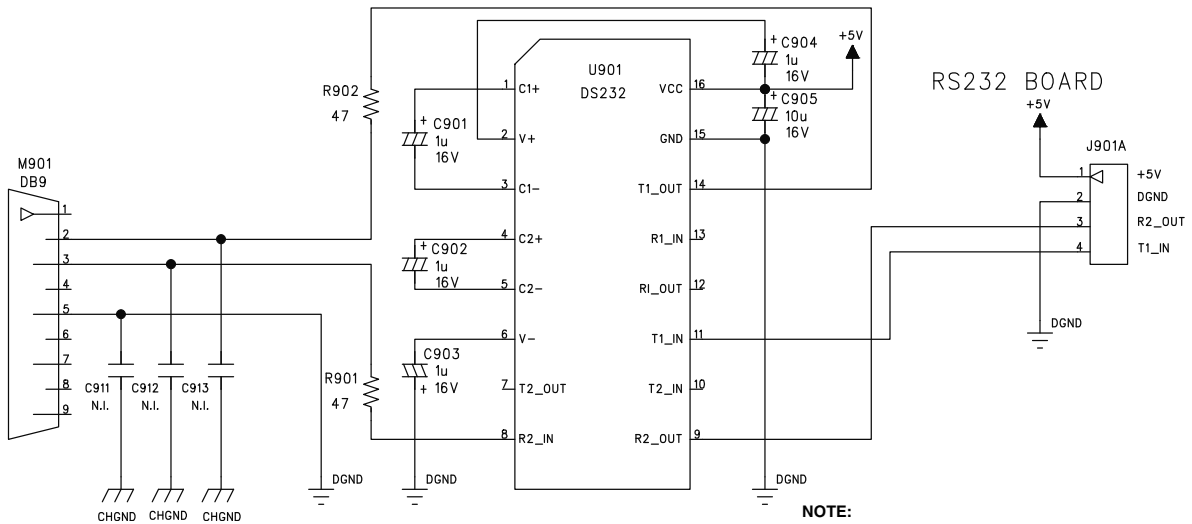 RS232 BOARD
R902
47
M901
DB9
1
2
3
4
5
6
7
8
9
C911
N.I.
C912
N.I.
C913
N.I.
CHGND
CHGND
CHGND
R901
47
DGND
+
C901
1u
16V
+
C902
1u
16V
C903
1u
+ 16V
DGND
U901
DS232
1 C1+
2 V+
3 C1-
4 C2+
5 C2-
6 V-
7 T2_OUT
8 R2_IN
VCC 16
GND 15
T1_OUT 14
R1_IN 13
RI_OUT 12
T1_IN 11
T2_IN 10
R2_OUT 9
+ C904
1u
16V
+5V
+ C905
10u
16V
DGND
+5V
J901A
1 +5V
2 DGND
3 R2_OUT
4 T1_IN
DGND
NOTE: